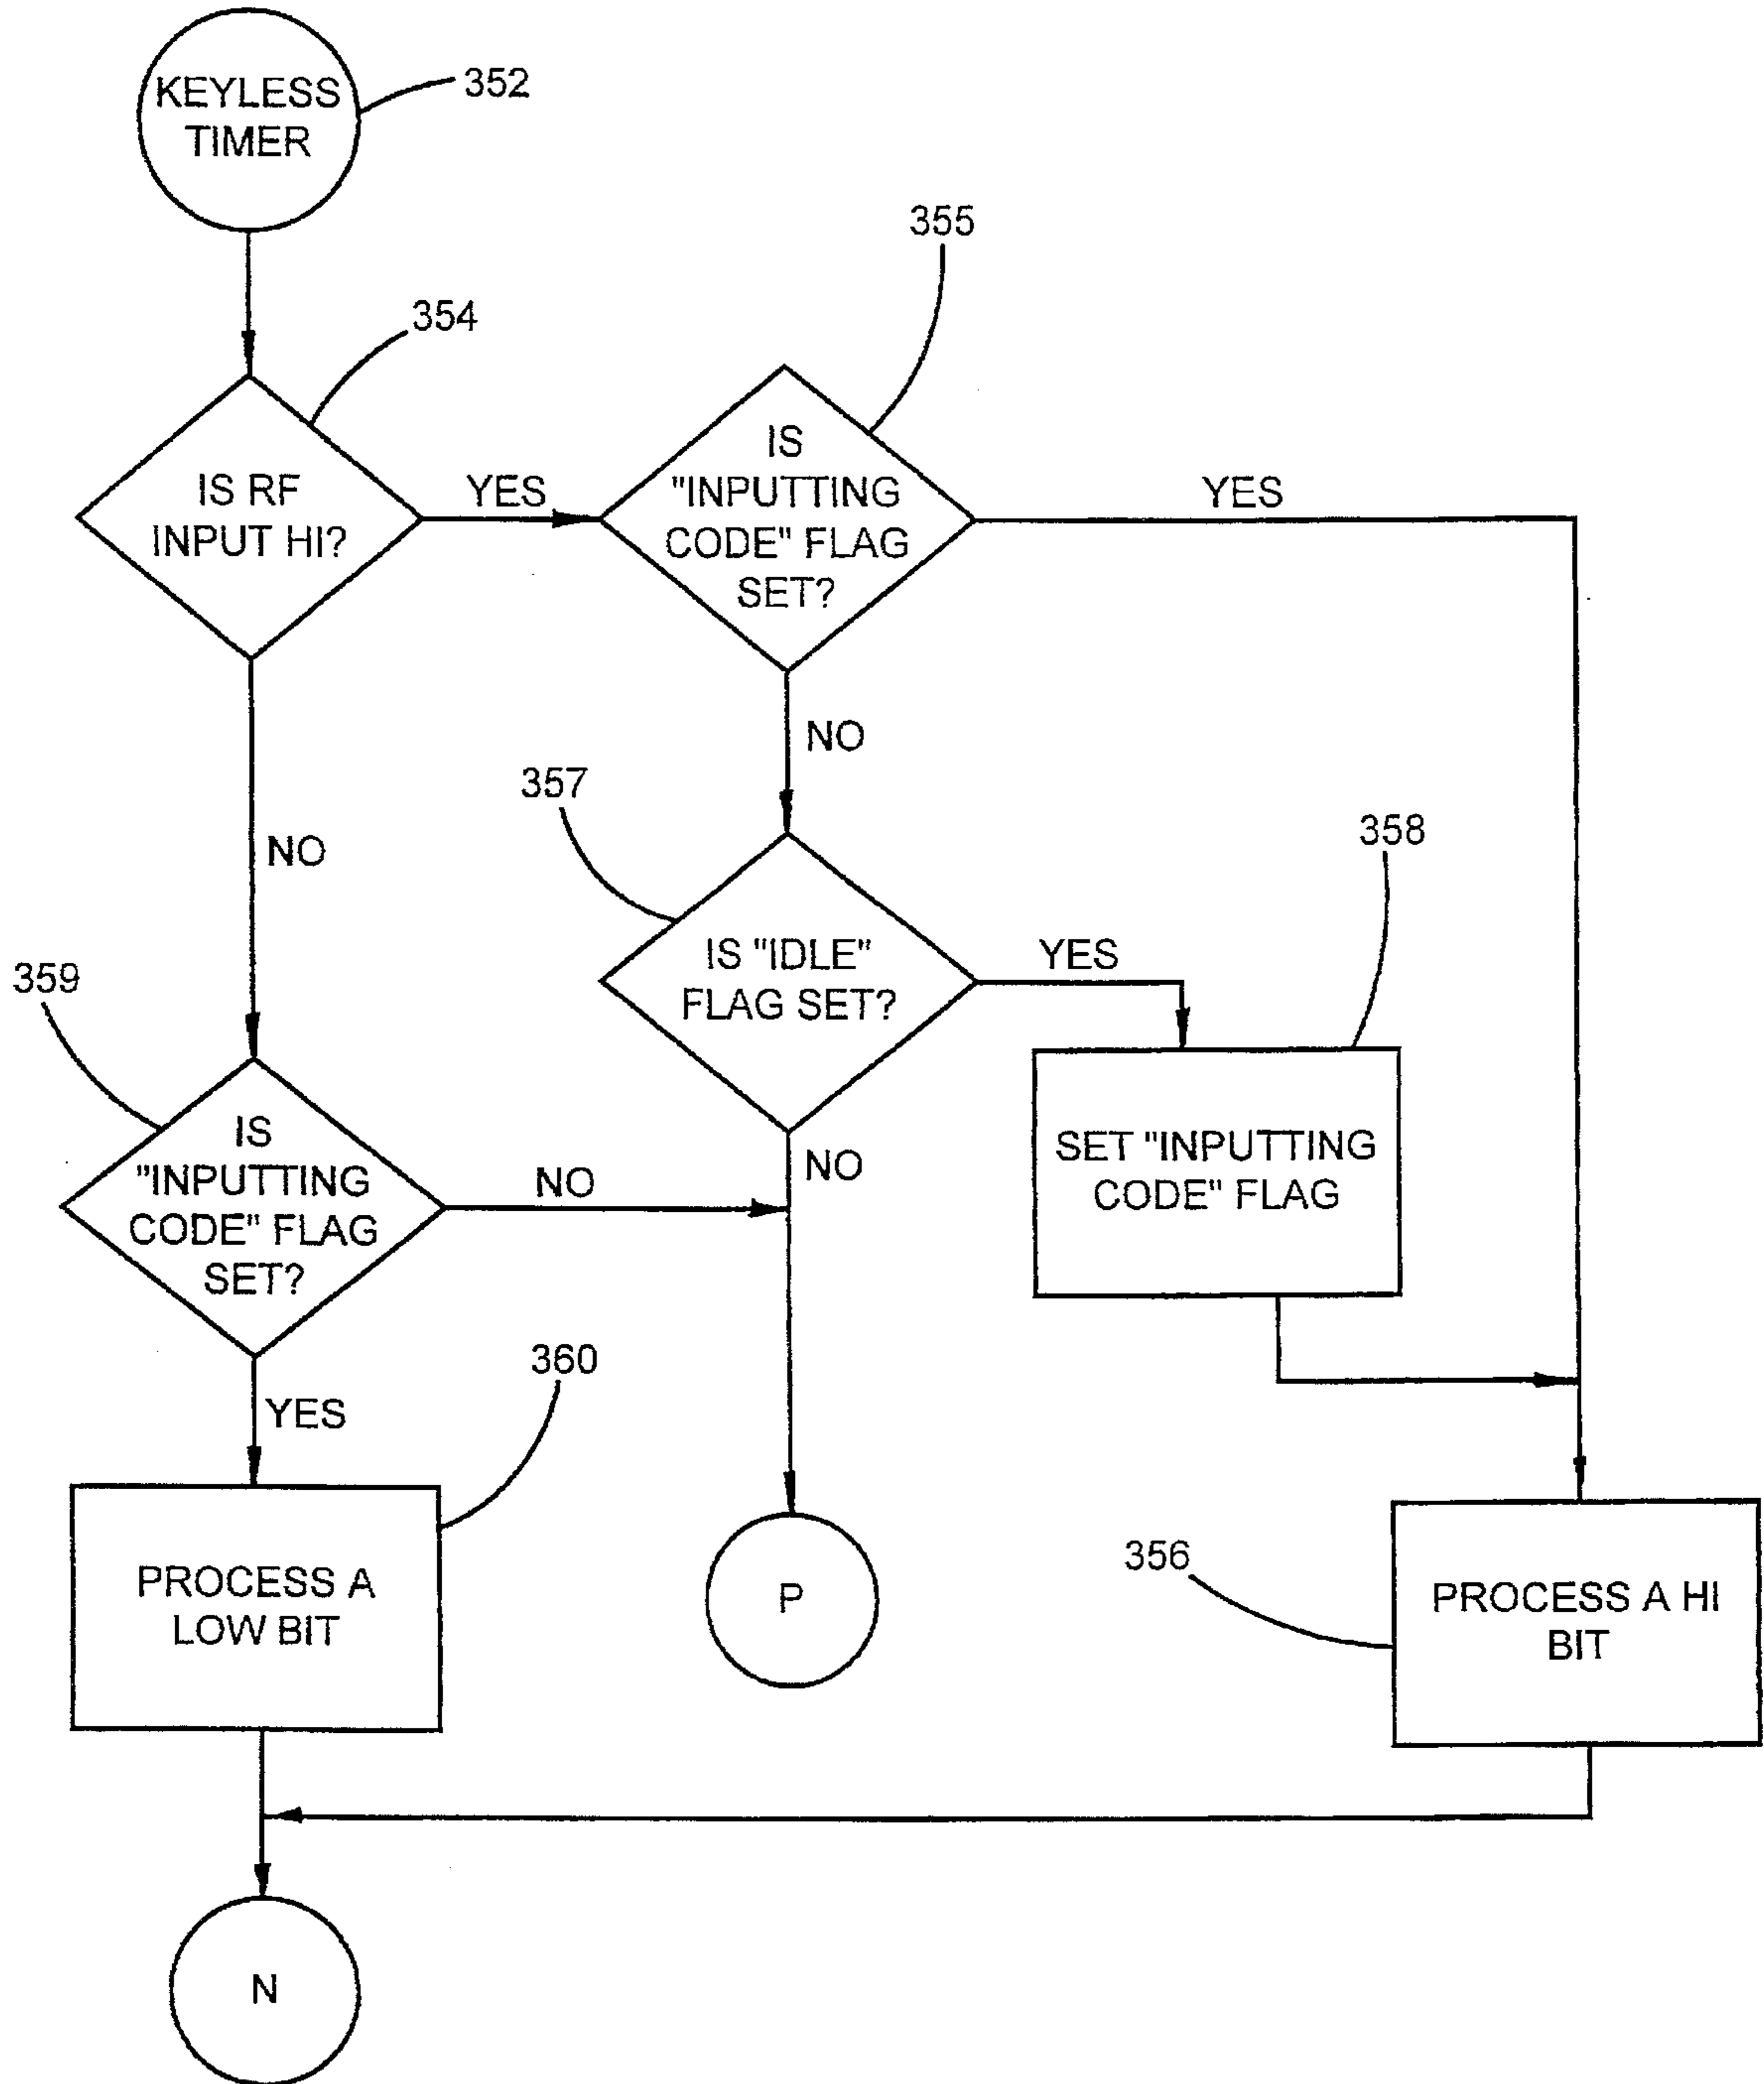 KEYLESS
TIMER
352
355
354
IS RF
INPUT HI?
YES
IS
"INPUTTING
CODE" FLAG
SET?
YES
NO
NO
357
358
359
IS "IDLE"
FLAG SET?
YES
NO
SET "INPUTTING
CODE" FLAG
IS
"INPUTTING
CODE" FLAG
SET?
NO
YES
360
PROCESS A
LOW BIT
P
356
PROCESS A HI
BIT
N